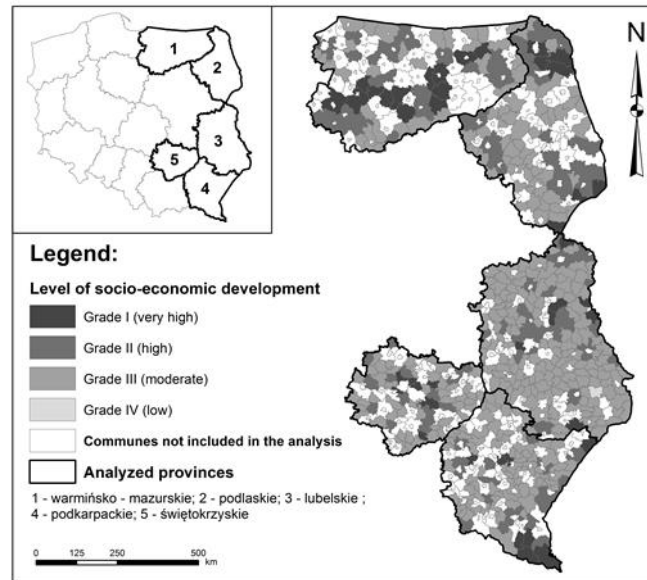 1
2
3
5
4
N
Legend:
Level of socio-economic development
Grade I (very high)
Grade II (high)
Grade III (moderate)
Grade IV (low)
Communes not included in the analysis
Analyzed provinces
1 - warmińsko - mazurskie; 2 - podlaskie; 3 - lubelskie ;
4 - podkarpackie; 5 - świętokrzyskie
0 125 250 500
km